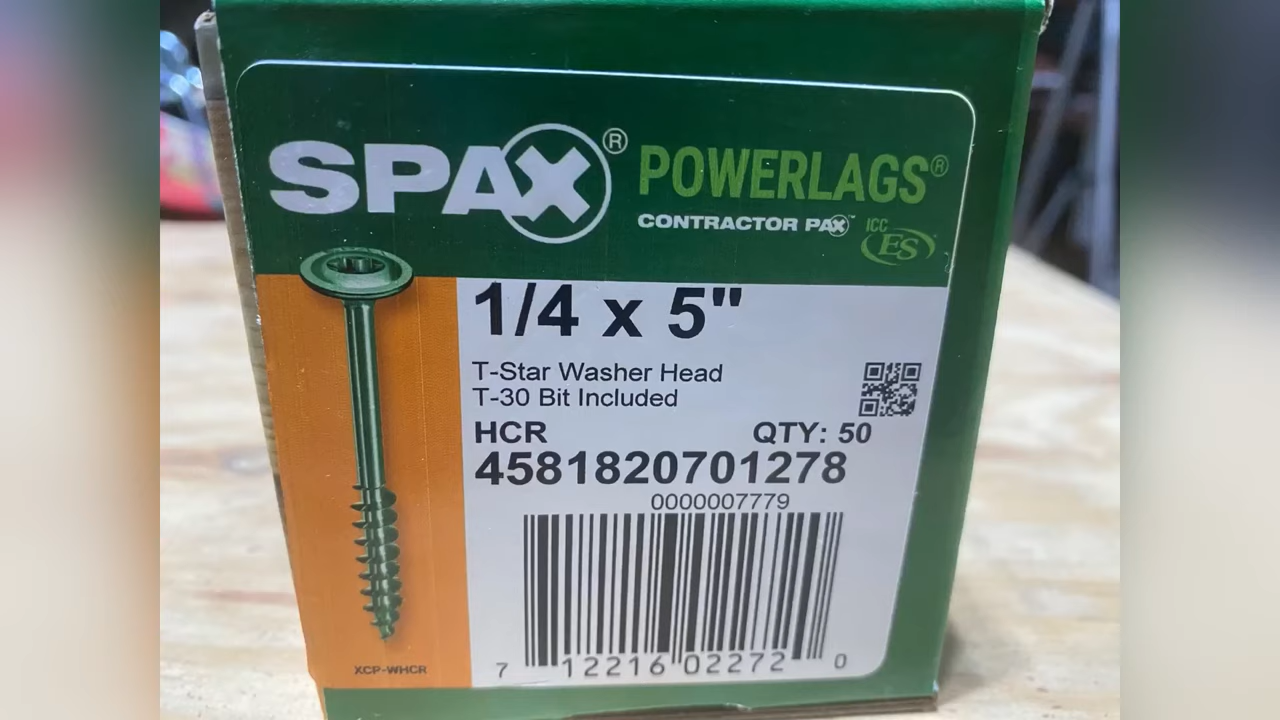 SPAX® POWERLAGS®
CONTRACTOR PAX™ ICC ES
1/4 x 5"
T-Star Washer Head
T-30 Bit Included
HCR QTY: 50
4581820701278
0000007779
7 12216 02272 0
XCP-WHCR